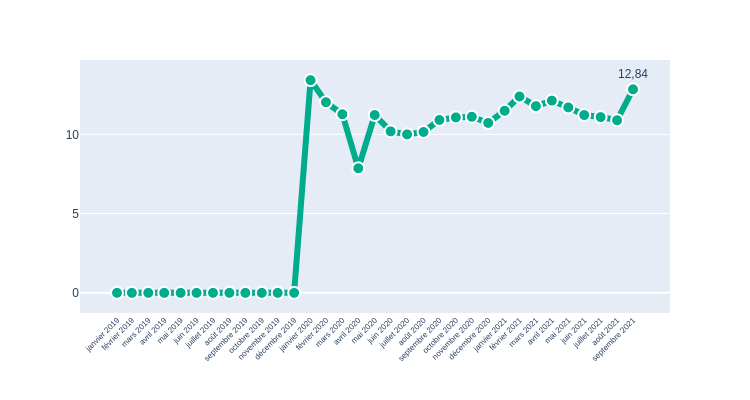 12,84
10
5
0
janvier 2019
février 2019
mars 2019
avril 2019
mai 2019
juin 2019
juillet 2019
août 2019
septembre 2019
octobre 2019
novembre 2019
décembre 2019
janvier 2020
février 2020
mars 2020
avril 2020
mai 2020
juin 2020
juillet 2020
août 2020
septembre 2020
octobre 2020
novembre 2020
décembre 2020
janvier 2021
février 2021
mars 2021
avril 2021
mai 2021
juin 2021
juillet 2021
août 2021
septembre 2021